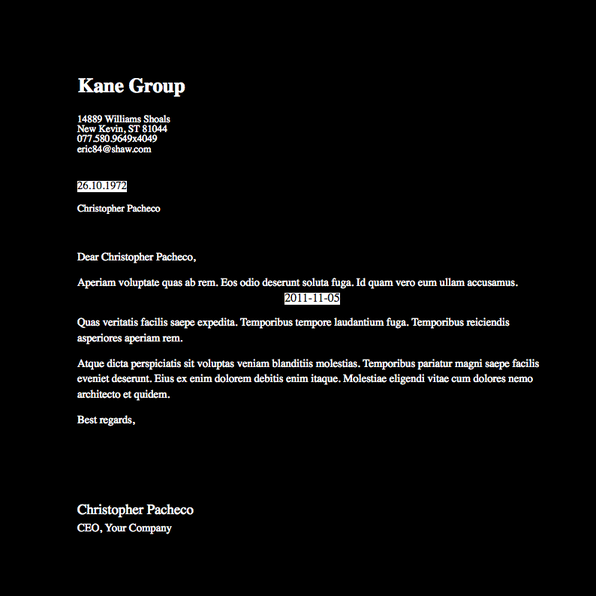 Kane Group
14889 Williams Shoals
New Kevin, ST 81044
077.580.9649x4049
eric84@shaw.com
26.10.1972
Christopher Pacheco
Dear Christopher Pacheco,
Aperiam voluptate quas ab rem. Eos odio deserunt soluta fuga. Id quam vero eum ullam accusamus.
2011-11-05
Quas veritatis facilis saepe expedita. Temporibus tempore laudantium fuga. Temporibus reiciendis
asperiores aperiam rem.
Atque dicta perspiciatis sit voluptas veniam blanditiis molestias. Temporibus pariatur magni saepe facilis
eveniet deserunt. Eius ex enim dolorem debitis enim itaque. Molestiae eligendi vitae cum dolores nemo
architecto et quidem.
Best regards,
Christopher Pacheco
CEO, Your Company